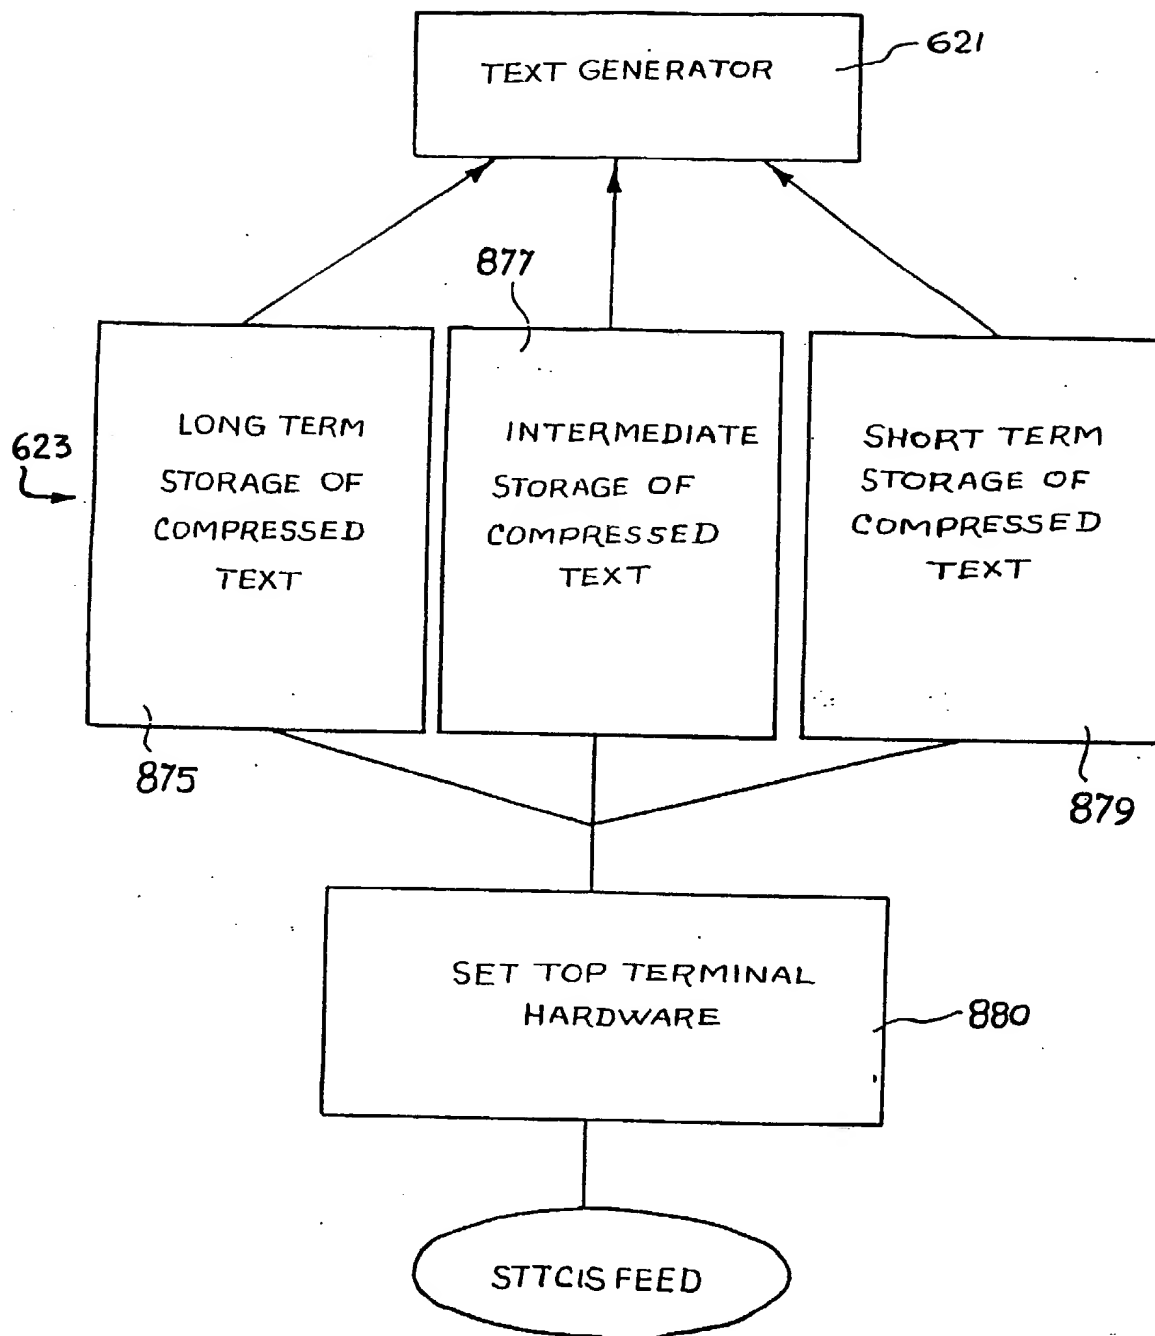 TEXT GENERATOR
621
877
623
LONG TERM
STORAGE OF
COMPRESSED
TEXT
INTERMEDIATE
STORAGE OF
COMPRESSED
TEXT
SHORT TERM
STORAGE OF
COMPRESSED
TEXT
875
879
SET TOP TERMINAL
HARDWARE
880
STTCIS FEED